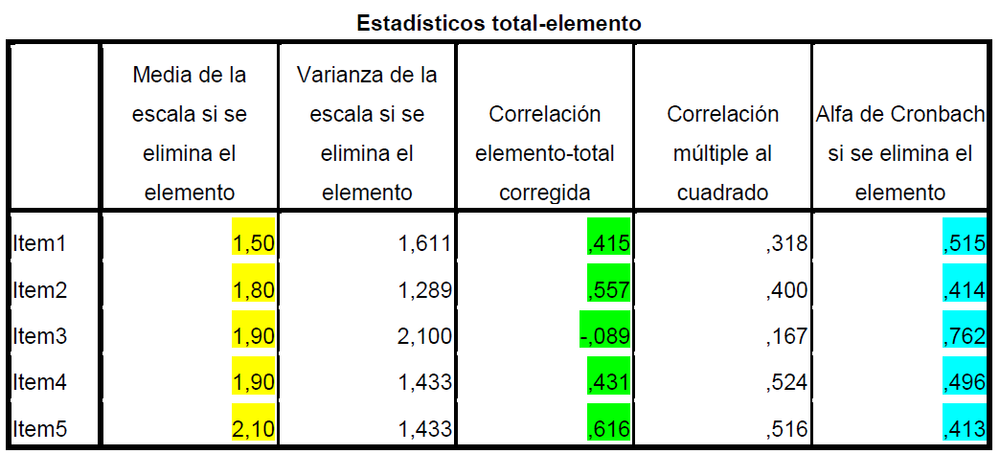 Estadísticos total-elemento
Media de la escala si se elimina el elemento
Varianza de la escala si se elimina el elemento
Correlación elemento-total corregida
Correlación múltiple al cuadrado
Alfa de Cronbach si se elimina el elemento
Item1 1,50 1,611 ,415 ,318 ,515
Item2 1,80 1,289 ,557 ,400 ,414
Item3 1,90 2,100 -,089 ,167 ,762
Item4 1,90 1,433 ,431 ,524 ,496
Item5 2,10 1,433 ,616 ,516 ,413